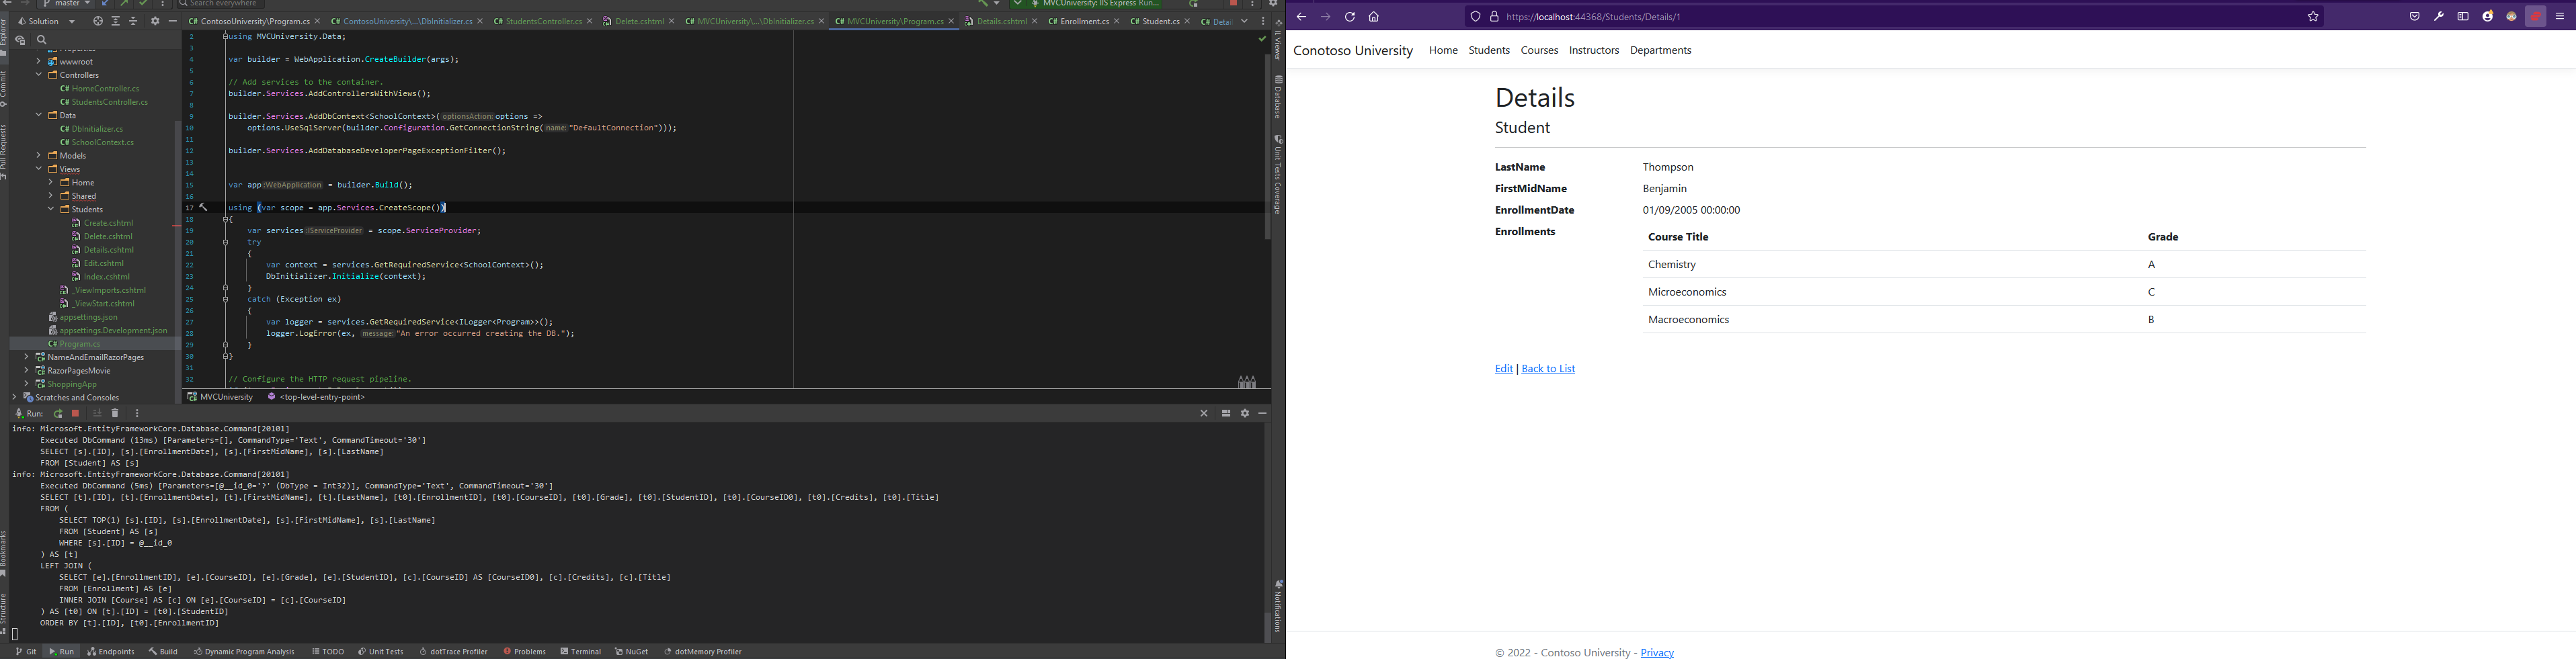 master
Search everywhere
MVCUniversity: IIS Express
Run...
Solution
ContosoUniversity\Program.cs
ContosoUniversity\...\DbInitializer.cs
StudentsController.cs
Delete.cshtml
MVCUniversity\...\DbInitializer.cs
MVCUniversity\Program.cs
Details.cshtml
Enrollment.cs
Student.cs
Explorer
Commit
Pull Requests
Bookmarks
Structure
Properties
wwwroot
Controllers
HomeController.cs
StudentsController.cs
Data
DbInitializer.cs
SchoolContext.cs
Models
Views
Home
Shared
Students
Create.cshtml
Delete.cshtml
Details.cshtml
Edit.cshtml
Index.cshtml
_ViewImports.cshtml
_ViewStart.cshtml
appsettings.json
appsettings.Development.json
Program.cs
NameAndEmailRazorPages
RazorPagesMovie
ShoppingApp
Scratches and Consoles
2 using MVCUniversity.Data;
3
4 var builder = WebApplication.CreateBuilder(args);
5
6 // Add services to the container.
7 builder.Services.AddControllersWithViews();
8
9 builder.Services.AddDbContext<SchoolContext>( optionsAction: options =>
10 options.UseSqlServer(builder.Configuration.GetConnectionString( name: "DefaultConnection")));
11
12 builder.Services.AddDatabaseDeveloperPageExceptionFilter();
13
14
15 var app :WebApplication = builder.Build();
16
17 using (var scope = app.Services.CreateScope())
18 {
19 var services :IServiceProvider = scope.ServiceProvider;
20 try
21 {
22 var context = services.GetRequiredService<SchoolContext>();
23 DbInitializer.Initialize(context);
24 }
25 catch (Exception ex)
26 {
27 var logger = services.GetRequiredService<ILogger<Program>>();
28 logger.LogError(ex, message: "An error occurred creating the DB.");
29 }
30 }
31
32 // Configure the HTTP request pipeline.
MVCUniversity
<top-level-entry-point>
IL Viewer
Database
Unit Tests Coverage
Notifications
Run:
info: Microsoft.EntityFrameworkCore.Database.Command[20101]
Executed DbCommand (13ms) [Parameters=[], CommandType='Text', CommandTimeout='30']
SELECT [s].[ID], [s].[EnrollmentDate], [s].[FirstMidName], [s].[LastName]
FROM [Student] AS [s]
info: Microsoft.EntityFrameworkCore.Database.Command[20101]
Executed DbCommand (5ms) [Parameters=[@__id_0='?' (DbType = Int32)], CommandType='Text', CommandTimeout='30']
SELECT [t].[ID], [t].[EnrollmentDate], [t].[FirstMidName], [t].[LastName], [t0].[EnrollmentID], [t0].[CourseID], [t0].[Grade], [t0].[StudentID], [t0].[CourseID0], [t0].[Credits], [t0].[Title]
FROM (
SELECT TOP(1) [s].[ID], [s].[EnrollmentDate], [s].[FirstMidName], [s].[LastName]
FROM [Student] AS [s]
WHERE [s].[ID] = @__id_0
) AS [t]
LEFT JOIN (
SELECT [e].[EnrollmentID], [e].[CourseID], [e].[Grade], [e].[StudentID], [c].[CourseID] AS [CourseID0], [c].[Credits], [c].[Title]
FROM [Enrollment] AS [e]
INNER JOIN [Course] AS [c] ON [e].[CourseID] = [c].[CourseID]
) AS [t0] ON [t].[ID] = [t0].[StudentID]
ORDER BY [t].[ID], [t0].[EnrollmentID]
Git
Run
Endpoints
Build
Dynamic Program Analysis
TODO
Unit Tests
dotTrace Profiler
Problems
Terminal
NuGet
dotMemory Profiler
https://localhost:44368/Students/Details/1
Conotoso University
Home
Students
Courses
Instructors
Departments
Details
Student
LastName Thompson
FirstMidName Benjamin
EnrollmentDate 01/09/2005 00:00:00
Enrollments
Course Title Grade
Chemistry A
Microeconomics C
Macroeconomics B
Edit | Back to List
© 2022 - Contoso University - Privacy